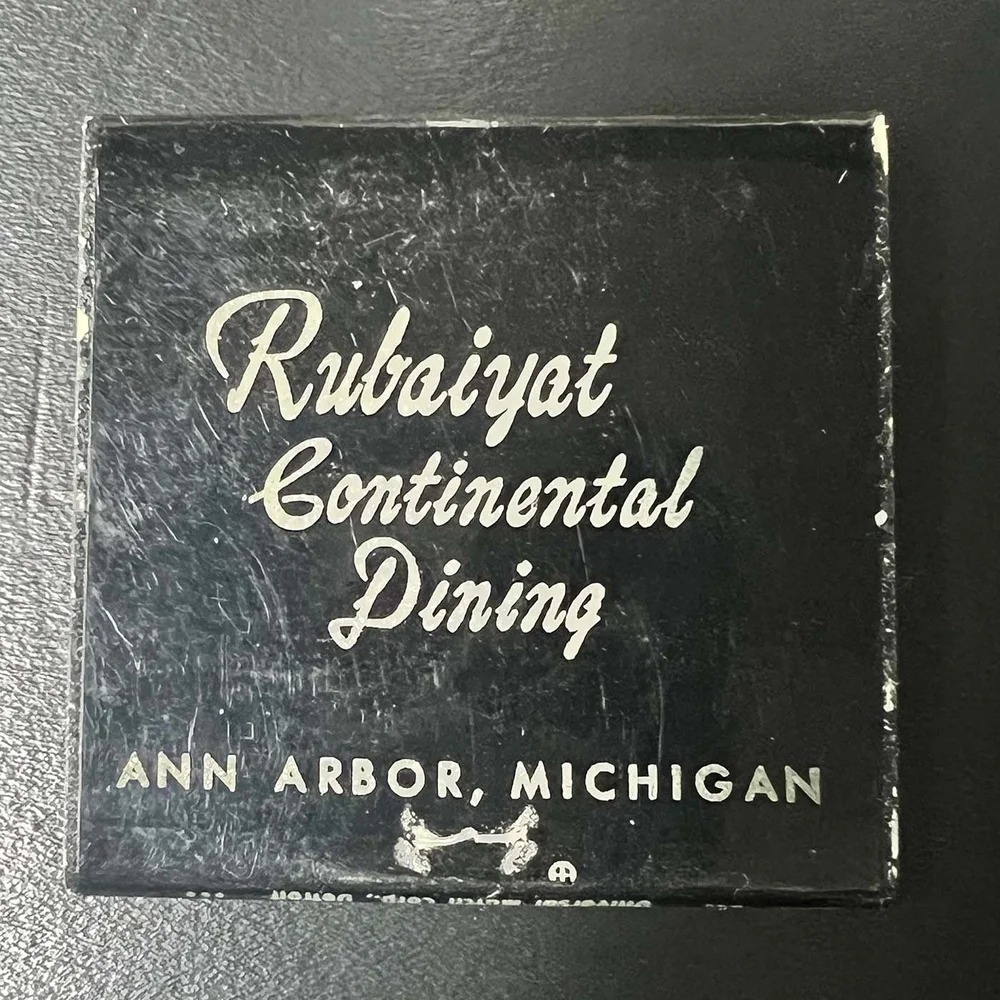 Rubaiyat
Continental
Dining
ANN ARBOR, MICHIGAN